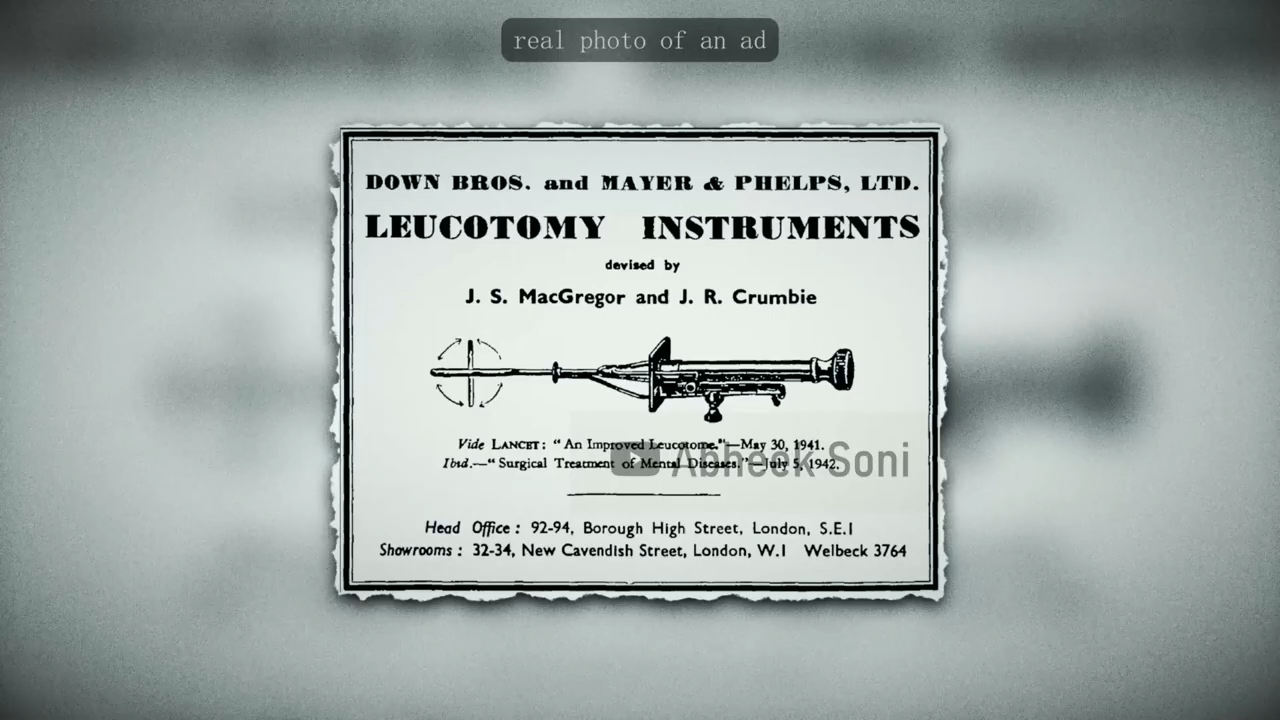 real photo of an ad
DOWN BROS. and MAYER & PHELPS, LTD.
LEUCOTOMY INSTRUMENTS
devised by
J. S. MacGregor and J. R. Crumbie
Vide LANCET: "An Improved Leucotome."—May 30, 1941.
Ibid.—"Surgical Treatment of Mental Diseases."—July 5, 1942.
Abheek Soni
Head Office: 92-94, Borough High Street, London, S.E.1
Showrooms: 32-34, New Cavendish Street, London, W.1 Welbeck 3764